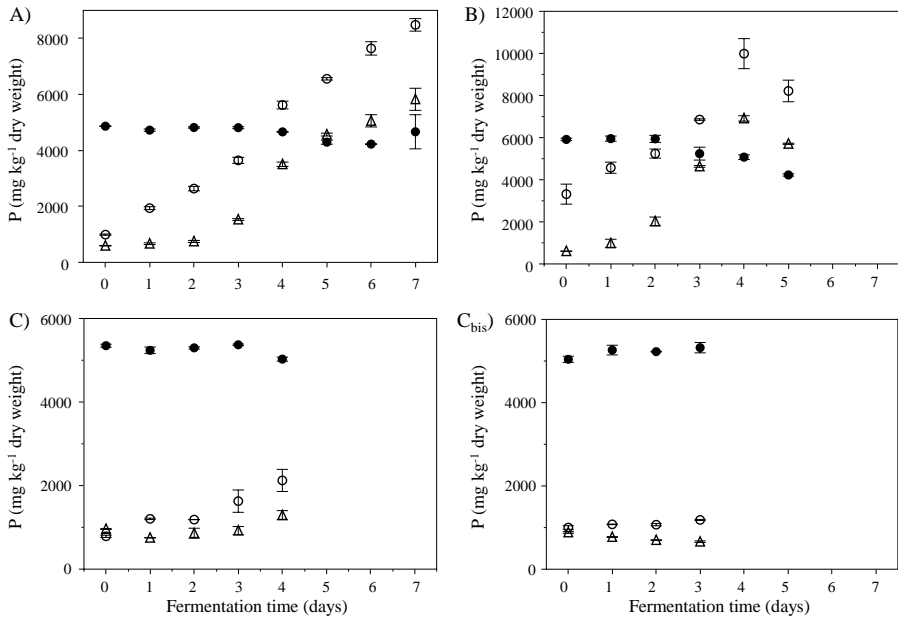 A)
P (mg kg-1 dry weight)
8000
6000
4000
2000
0
0 1 2 3 4 5 6 7
B)
P (mg kg-1 dry weight)
12000
10000
8000
6000
4000
2000
0
0 1 2 3 4 5 6 7
C)
P (mg kg-1 dry weight)
6000
4000
2000
0
0 1 2 3 4 5 6 7
Fermentation time (days)
Cbis)
P (mg kg-1 dry weight)
6000
4000
2000
0
0 1 2 3 4 5 6 7
Fermentation time (days)